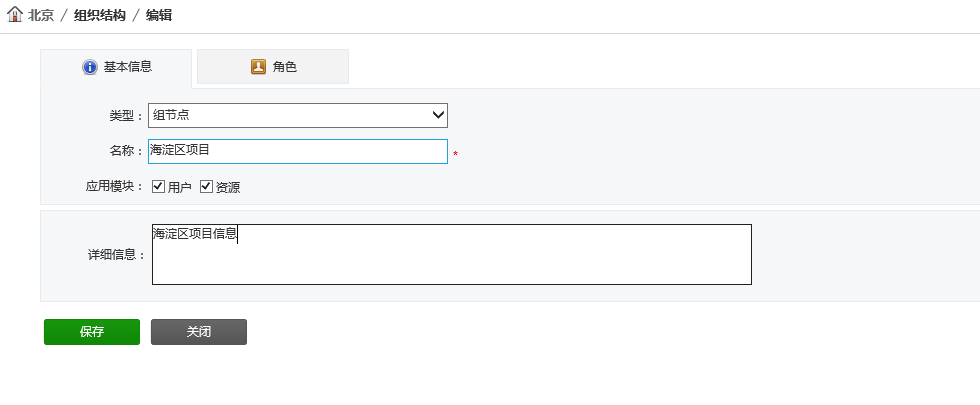 北京 / 组织结构 / 编辑
基本信息 角色
类型： 组节点
名称： 海淀区项目 *
应用模块： 用户 资源
详细信息： 海淀区项目信息
保存 关闭